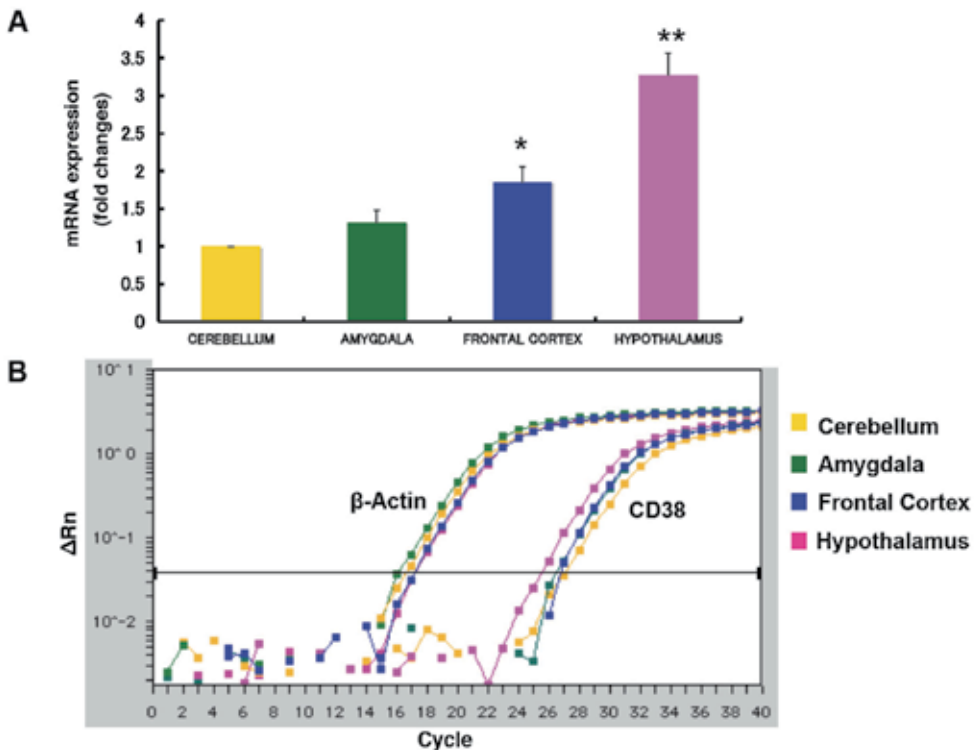 A
mRNA expression
(fold changes)
4
3.5
3
2.5
2
1.5
1
0.5
0
*
**
CEREBELLUM AMYGDALA FRONTAL CORTEX HYPOTHALAMUS
B
ΔRn
10^ 1
10^ 0
10^-1
10^-2
β-Actin
CD38
0 2 4 6 8 10 12 14 16 18 20 22 24 26 28 30 32 34 36 38 40
Cycle
Cerebellum
Amygdala
Frontal Cortex
Hypothalamus